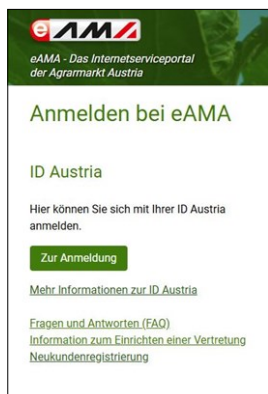 eAMA
eAMA - Das Internetserviceportal
der Agrarmarkt Austria
Anmelden bei eAMA
ID Austria
Hier können Sie sich mit Ihrer ID Austria
anmelden.
Zur Anmeldung
Mehr Informationen zur ID Austria
Fragen und Antworten (FAQ)
Information zum Einrichten einer Vertretung
Neukundenregistrierung